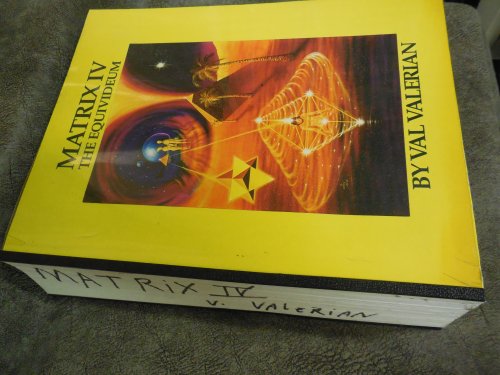 MATRIX IV
THE EQUIVIDEUM
BY VAL VALERIAN
MATRIX IV
V. VALERIAN